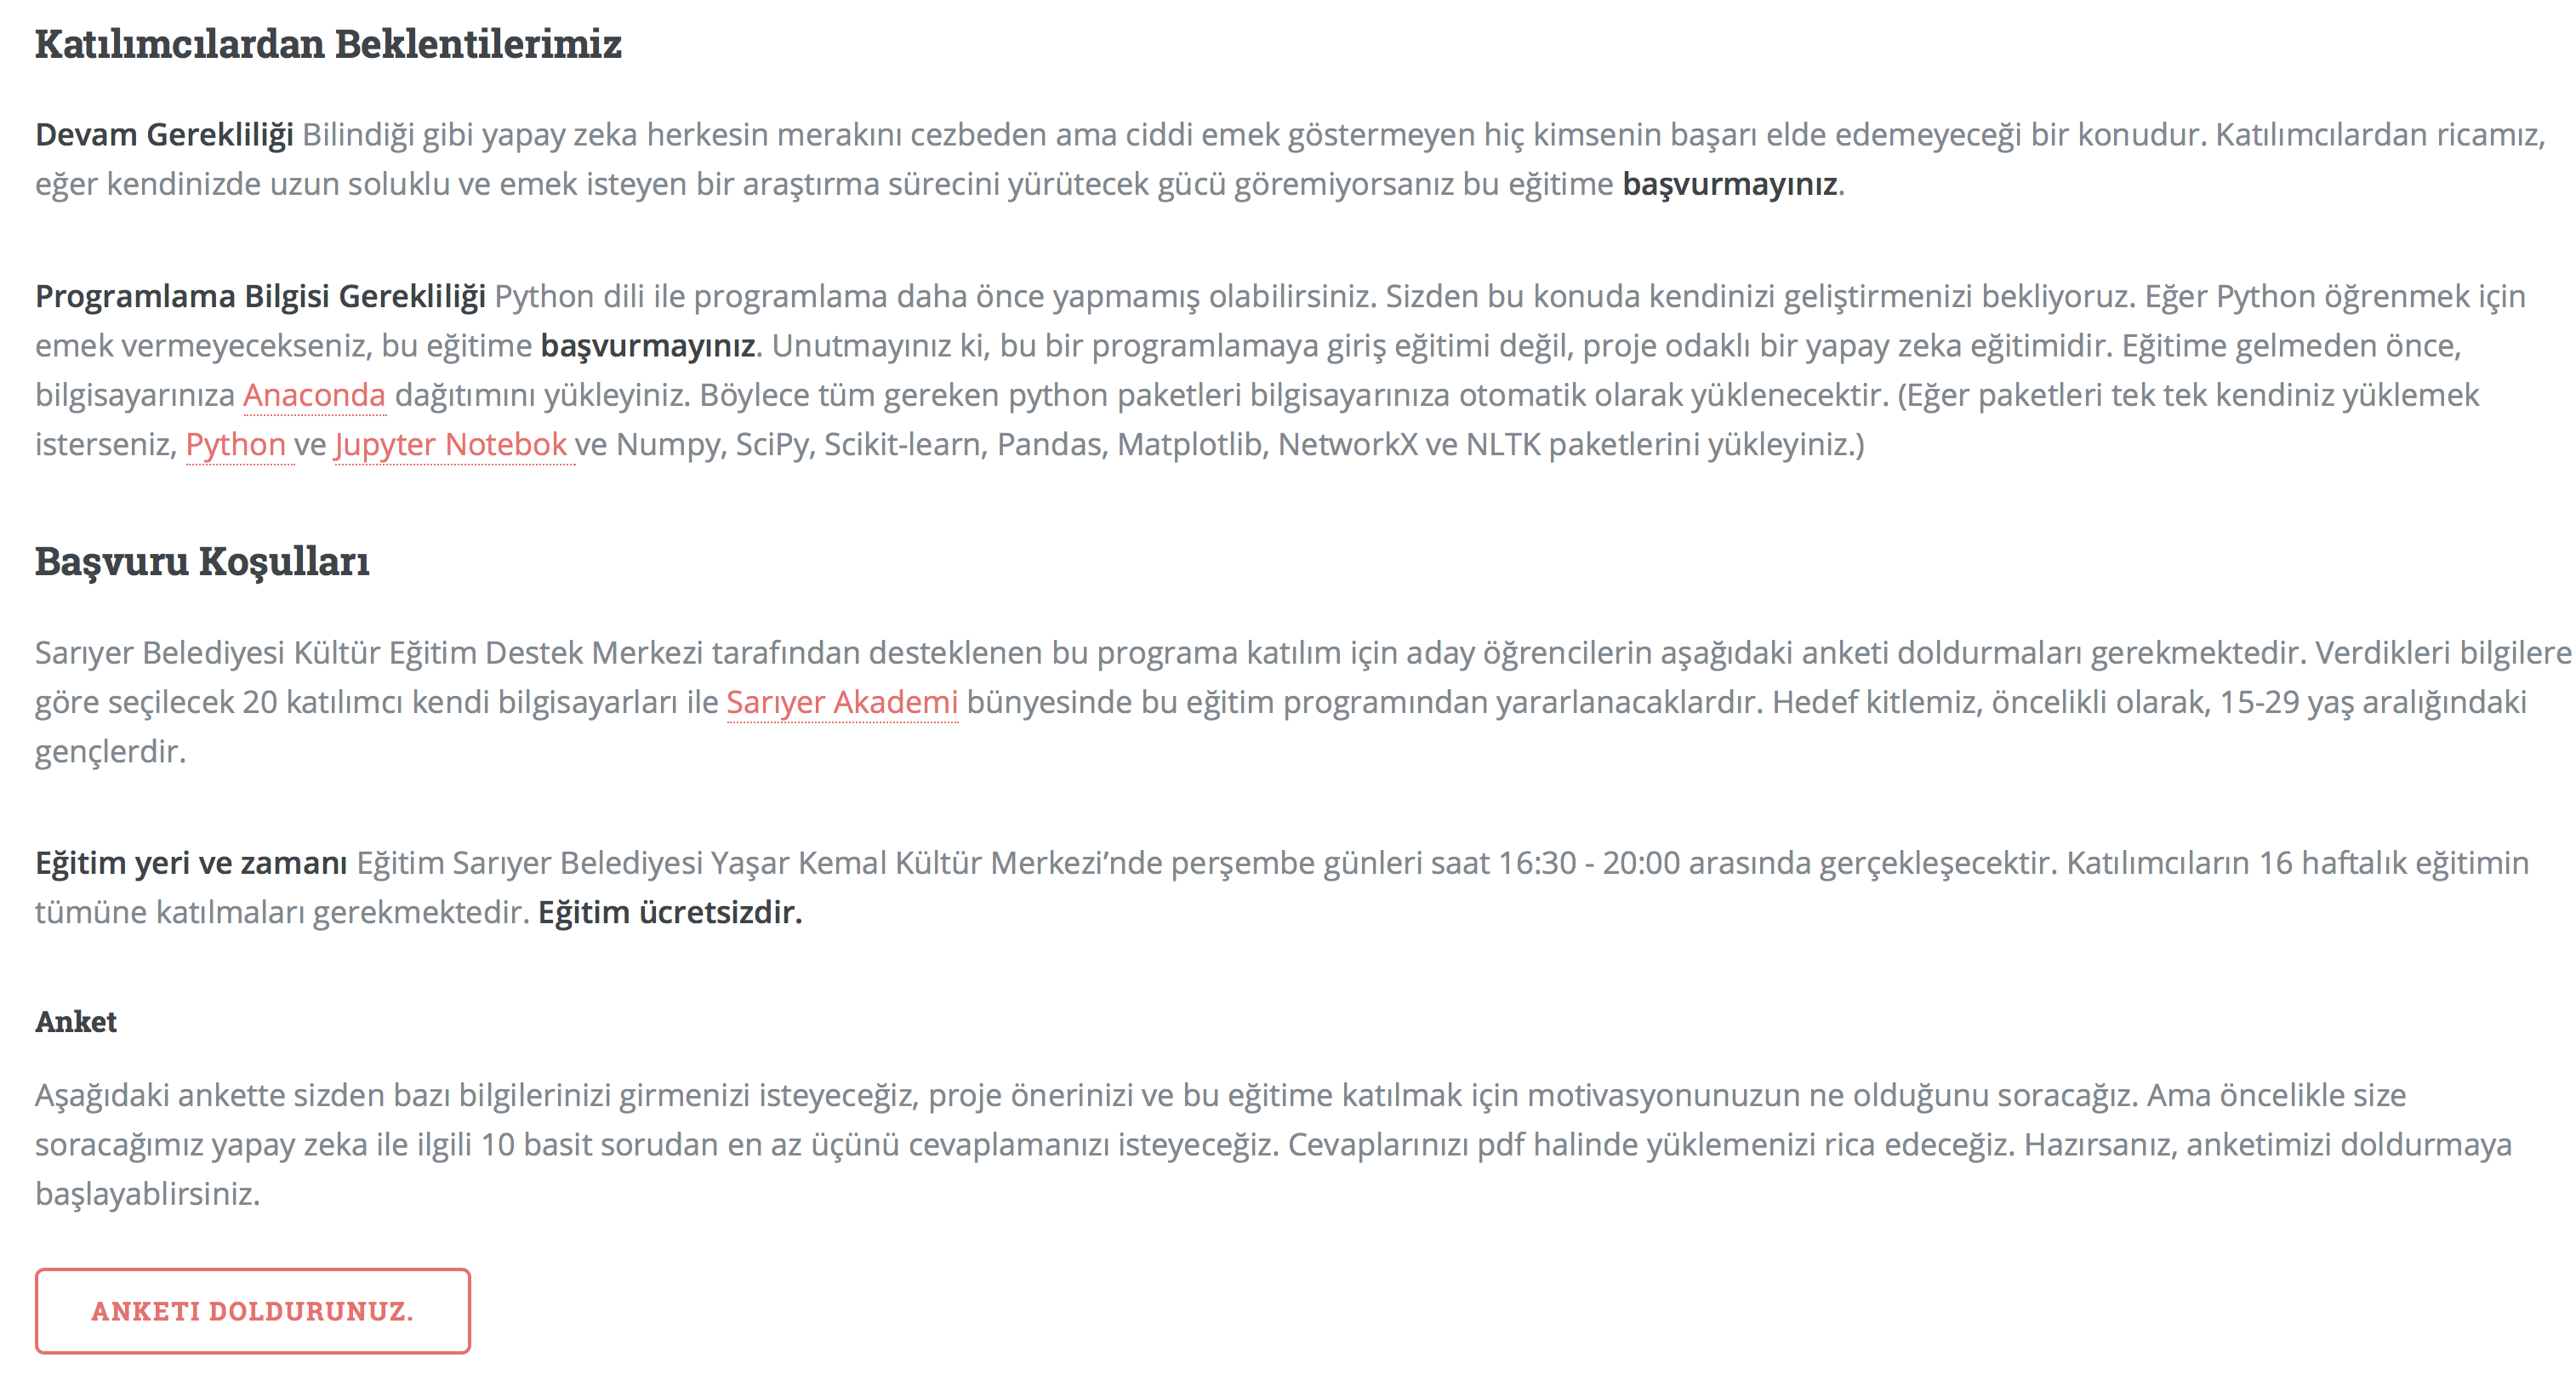 Katılımcılardan Beklentilerimiz
Devam Gerekliliği Bilindiği gibi yapay zeka herkesin merakını cezbeden ama ciddi emek göstermeyen hiç kimsenin başarı elde edemeyeceği bir konudur. Katılımcılardan ricamız,
eğer kendinizde uzun soluklu ve emek isteyen bir araştırma sürecini yürütecek gücü göremiyorsanız bu eğitime başvurmayınız.
Programlama Bilgisi Gerekliliği Python dili ile programlama daha önce yapmamış olabilirsiniz. Sizden bu konuda kendinizi geliştirmenizi bekliyoruz. Eğer Python öğrenmek için
emek vermeyecekseniz, bu eğitime başvurmayınız. Unutmayınız ki, bu bir programlamaya giriş eğitimi değil, proje odaklı bir yapay zeka eğitimidir. Eğitime gelmeden önce,
bilgisayarınıza Anaconda dağıtımını yükleyiniz. Böylece tüm gereken python paketleri bilgisayarınıza otomatik olarak yüklenecektir. (Eğer paketleri tek tek kendiniz yüklemek
isterseniz, Python ve Jupyter Notebok ve Numpy, SciPy, Scikit-learn, Pandas, Matplotlib, NetworkX ve NLTK paketlerini yükleyiniz.)
Başvuru Koşulları
Sarıyer Belediyesi Kültür Eğitim Destek Merkezi tarafından desteklenen bu programa katılım için aday öğrencilerin aşağıdaki anketi doldurmaları gerekmektedir. Verdikleri bilgilere
göre seçilecek 20 katılımcı kendi bilgisayarları ile Sarıyer Akademi bünyesinde bu eğitim programından yararlanacaklardır. Hedef kitlemiz, öncelikli olarak, 15-29 yaş aralığındaki
gençlerdir.
Eğitim yeri ve zamanı Eğitim Sarıyer Belediyesi Yaşar Kemal Kültür Merkezi’nde perşembe günleri saat 16:30 - 20:00 arasında gerçekleşecektir. Katılımcıların 16 haftalık eğitimin
tümüne katılmaları gerekmektedir. Eğitim ücretsizdir.
Anket
Aşağıdaki ankette sizden bazı bilgilerinizi girmenizi isteyeceğiz, proje önerinizi ve bu eğitime katılmak için motivasyonunuzun ne olduğunu soracağız. Ama öncelikle size
soracağımız yapay zeka ile ilgili 10 basit sorudan en az üçünü cevaplamanızı isteyeceğiz. Cevaplarınızı pdf halinde yüklemenizi rica edeceğiz. Hazırsanız, anketimizi doldurmaya
başlayablirsiniz.
ANKETI DOLDURUNUZ.